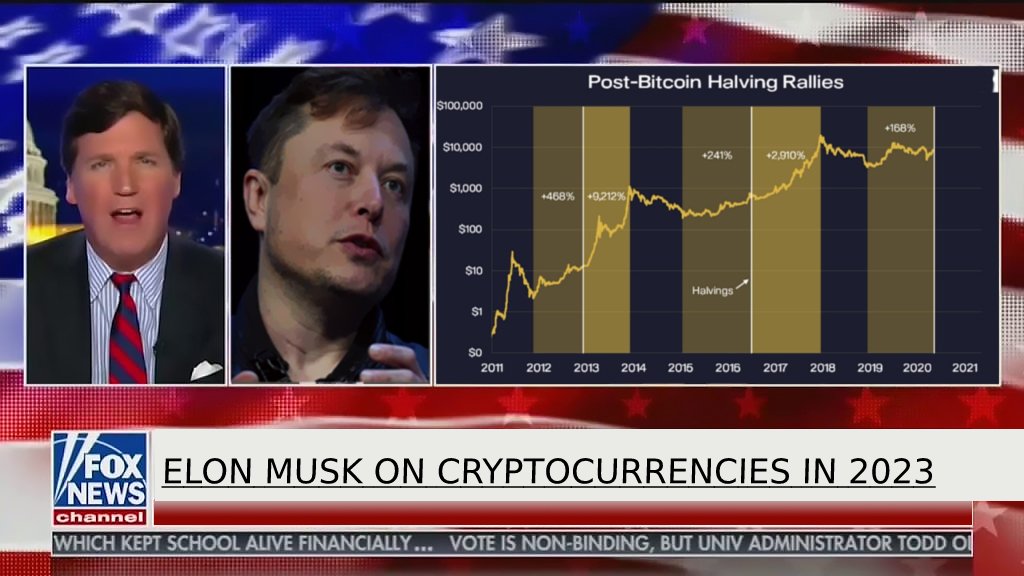 Post-Bitcoin Halving Rallies
$100,000
$10,000
$1,000
$100
$10
$1
$0
+468%
+9,212%
+241%
+2,910%
+168%
Halvings
2011 2012 2013 2014 2015 2016 2017 2018 2019 2020 2021
FOX
NEWS
channel
ELON MUSK ON CRYPTOCURRENCIES IN 2023
WHICH KEPT SCHOOL ALIVE FINANCIALLY... VOTE IS NON-BINDING, BUT UNIV ADMINISTRATOR TODD